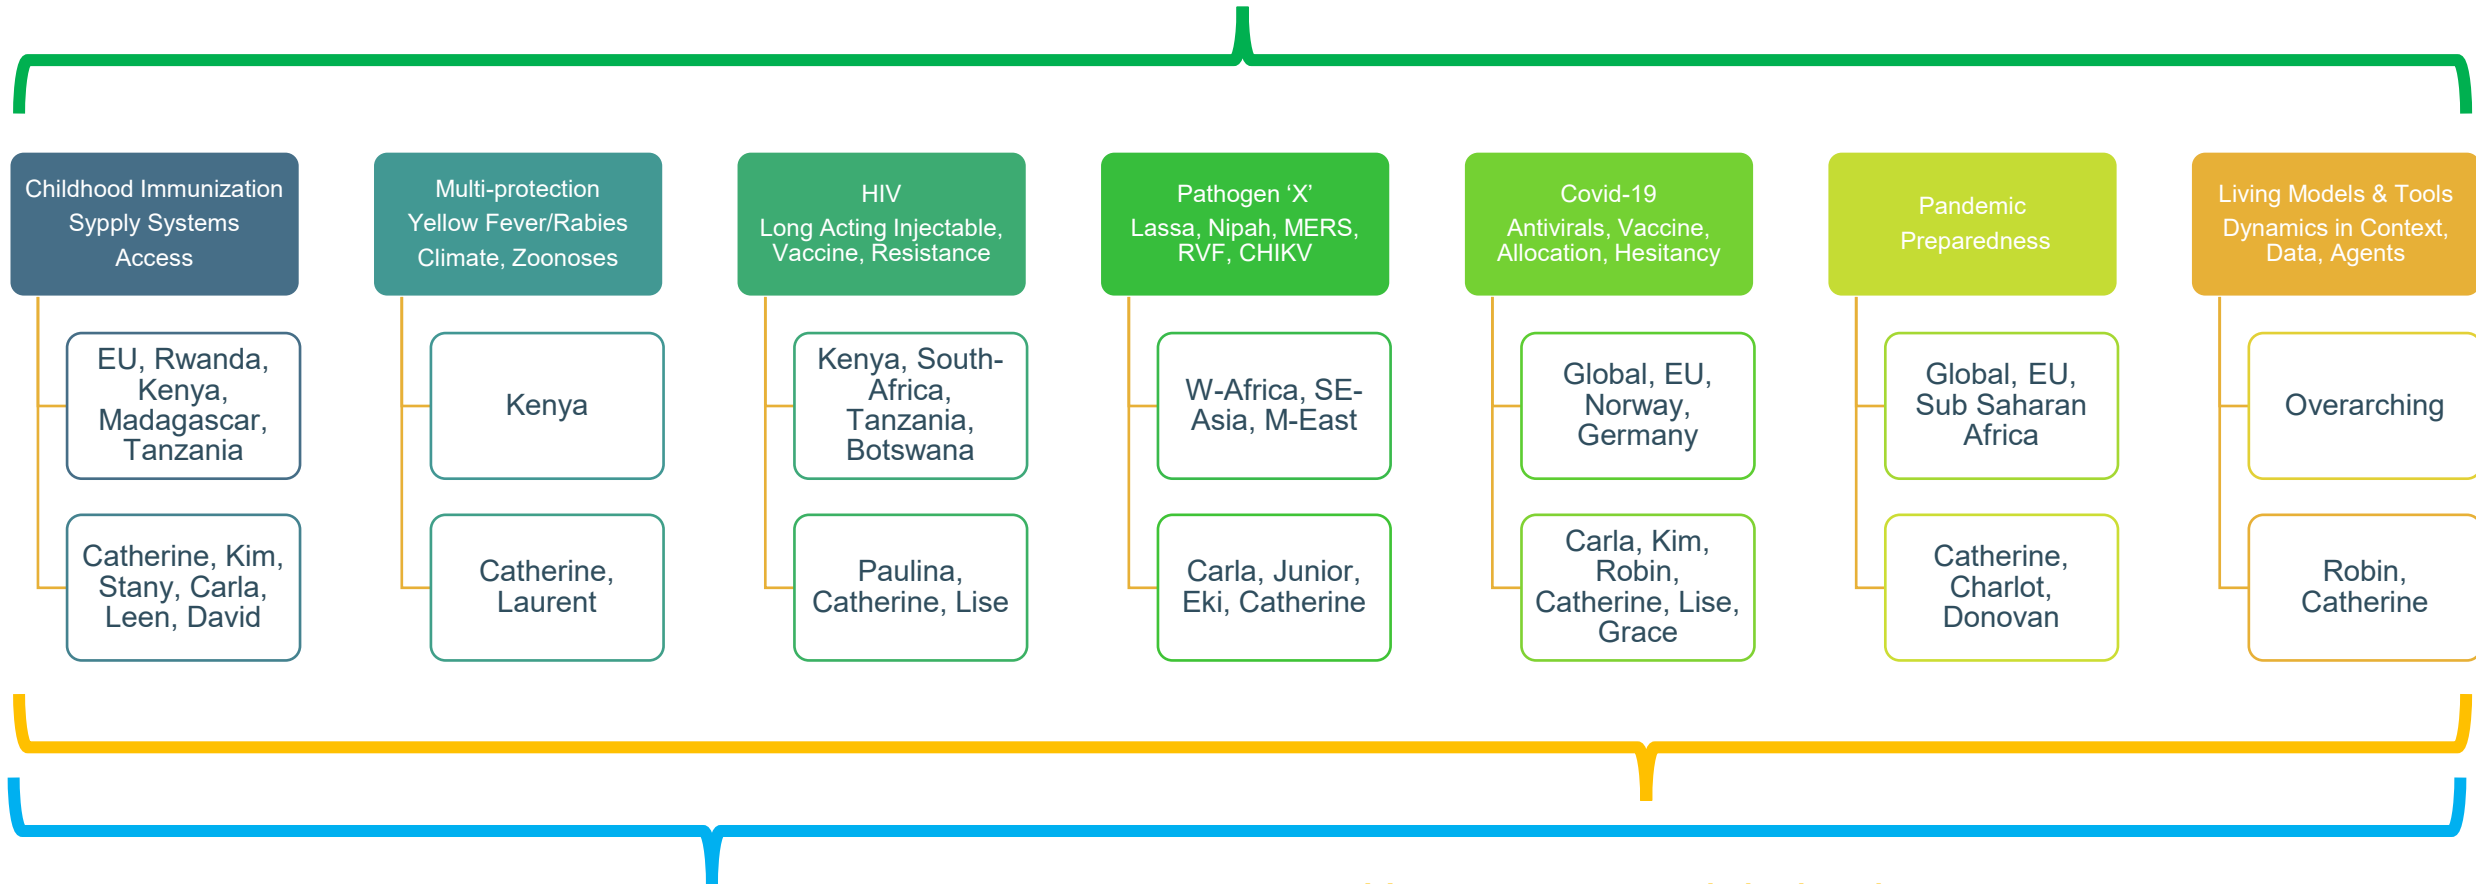 Childhood Immunization
Sypply Systems
Access
Multi-protection
Yellow Fever/Rabies
Climate, Zoonoses
HIV
Long Acting Injectable,
Vaccine, Resistance
Pathogen ‘X’
Lassa, Nipah, MERS,
RVF, CHIKV
Covid-19
Antivirals, Vaccine,
Allocation, Hesitancy
Pandemic
Preparedness
Living Models & Tools
Dynamics in Context,
Data, Agents
EU, Rwanda,
Kenya,
Madagascar,
Tanzania
Kenya
Kenya, South-
Africa,
Tanzania,
Botswana
W-Africa, SE-
Asia, M-East
Global, EU,
Norway,
Germany
Global, EU,
Sub Saharan
Africa
Overarching
Catherine, Kim,
Stany, Carla,
Leen, David
Catherine,
Laurent
Paulina,
Catherine, Lise
Carla, Junior,
Eki, Catherine
Carla, Kim,
Robin,
Catherine, Lise,
Grace
Catherine,
Charlot,
Donovan
Robin,
Catherine